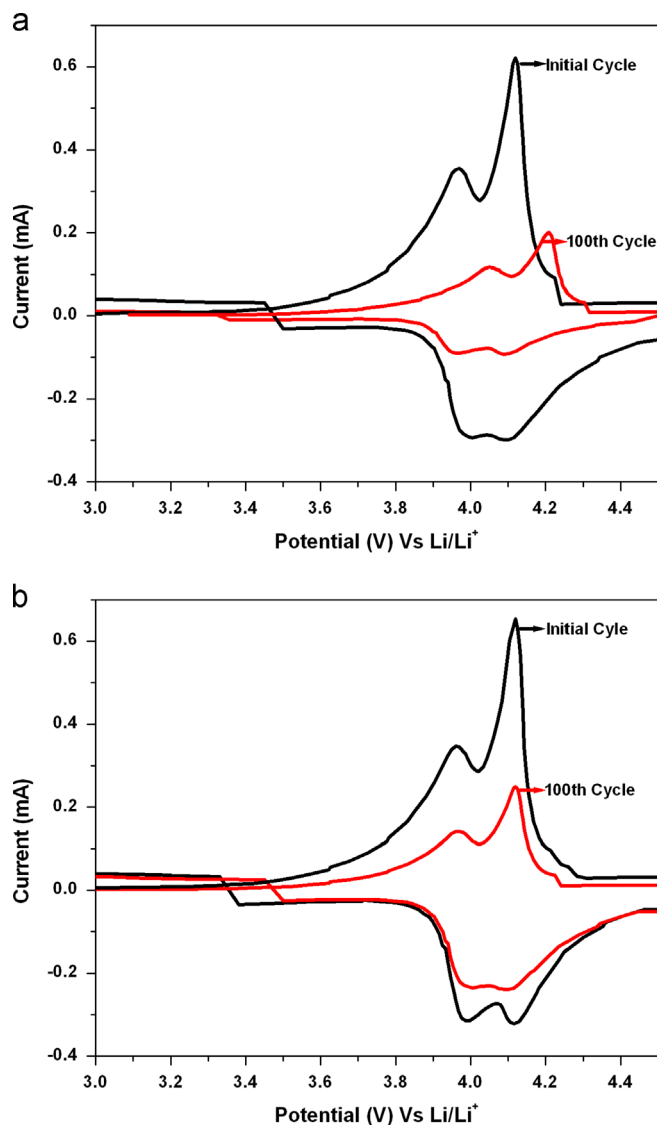 a
0.6
Initial Cycle
0.4
0.2
100th Cycle
0.0
-0.2
-0.4
Current (mA)
3.0 3.2 3.4 3.6 3.8 4.0 4.2 4.4
Potential (V) Vs Li/Li⁺
b
0.6
Initial Cyle
0.4
0.2
100th Cycle
0.0
-0.2
-0.4
Current (mA)
3.0 3.2 3.4 3.6 3.8 4.0 4.2 4.4
Potential (V) Vs Li/Li⁺